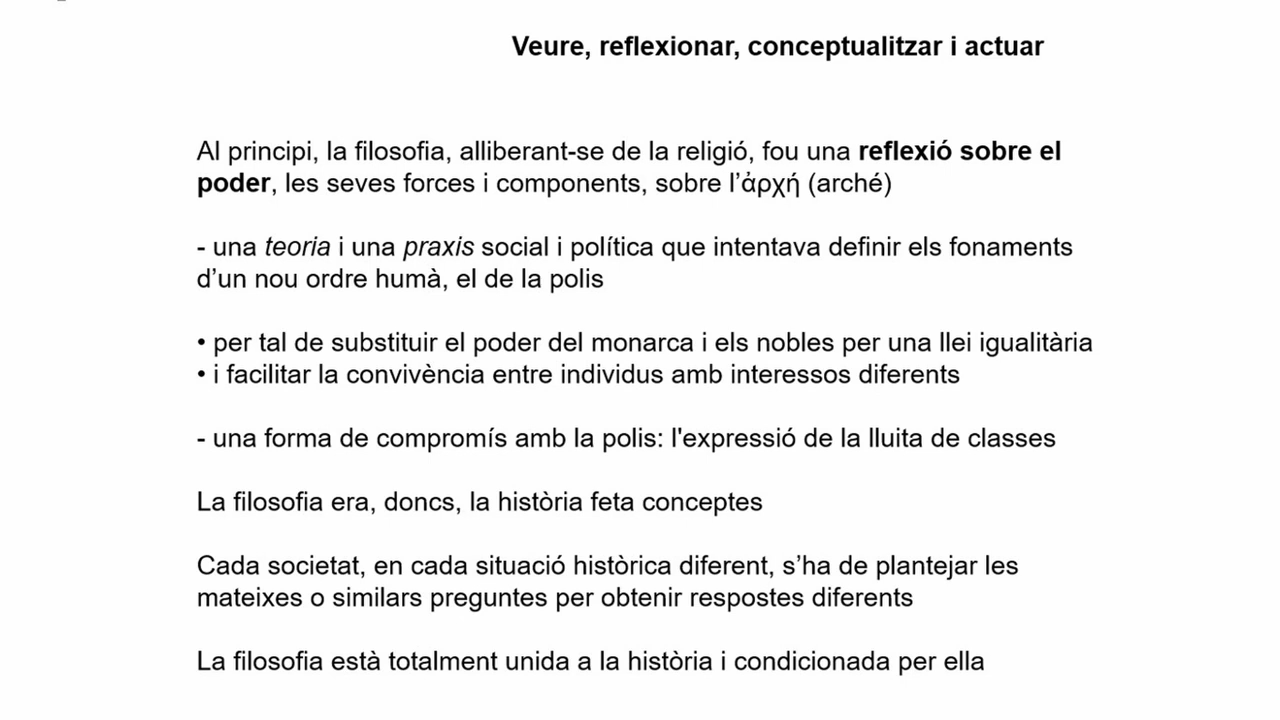 Veure, reflexionar, conceptualitzar i actuar
Al principi, la filosofia, alliberant-se de la religió, fou una reflexió sobre el
poder, les seves forces i components, sobre l’ἀρχή (arché)
- una teoria i una praxis social i política que intentava definir els fonaments
d’un nou ordre humà, el de la polis
• per tal de substituir el poder del monarca i els nobles per una llei igualitària
• i facilitar la convivència entre individus amb interessos diferents
- una forma de compromís amb la polis: l'expressió de la lluita de classes
La filosofia era, doncs, la història feta conceptes
Cada societat, en cada situació històrica diferent, s’ha de plantejar les
mateixes o similars preguntes per obtenir respostes diferents
La filosofia està totalment unida a la història i condicionada per ella